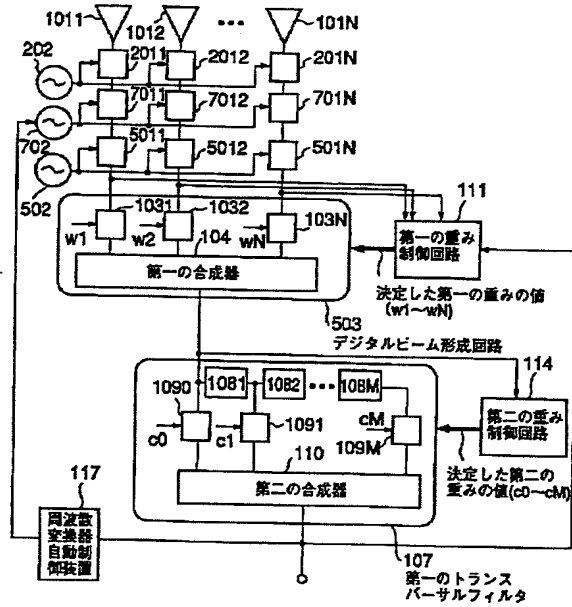 1011
1012
101N
202
2011
2012
201N
7011
7012
701N
702
5011
5012
501N
502
1031
1032
103N
w1
w2
wN
104
第一の合成器
111
第一の重み
制御回路
決定した第一の重みの値
(w1～wN)
503
デジタルビーム形成回路
1081
1082
108M
1090
1091
109M
c0
c1
cM
110
第二の合成器
114
第二の重み
制御回路
決定した第二の
重みの値(c0～cM)
117
周波数
変換器
自動制
御装置
107
第一のトランス
バーサルフィルタ